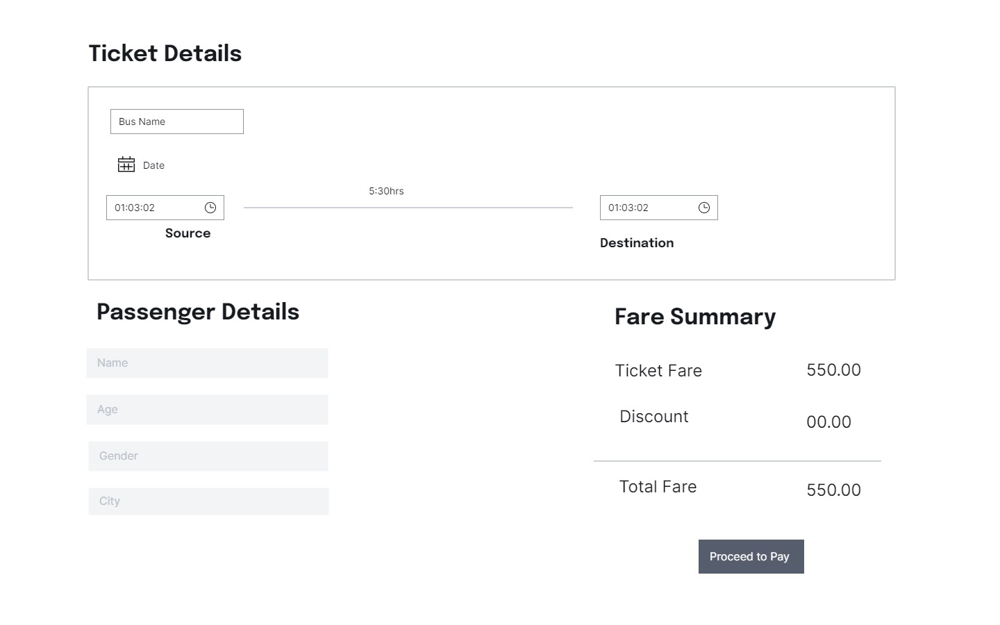 Ticket Details
Bus Name
Date
5:30hrs
01:03:02
01:03:02
Source
Destination
Passenger Details
Name
Age
Gender
City
Fare Summary
Ticket Fare 550.00
Discount 00.00
Total Fare 550.00
Proceed to Pay